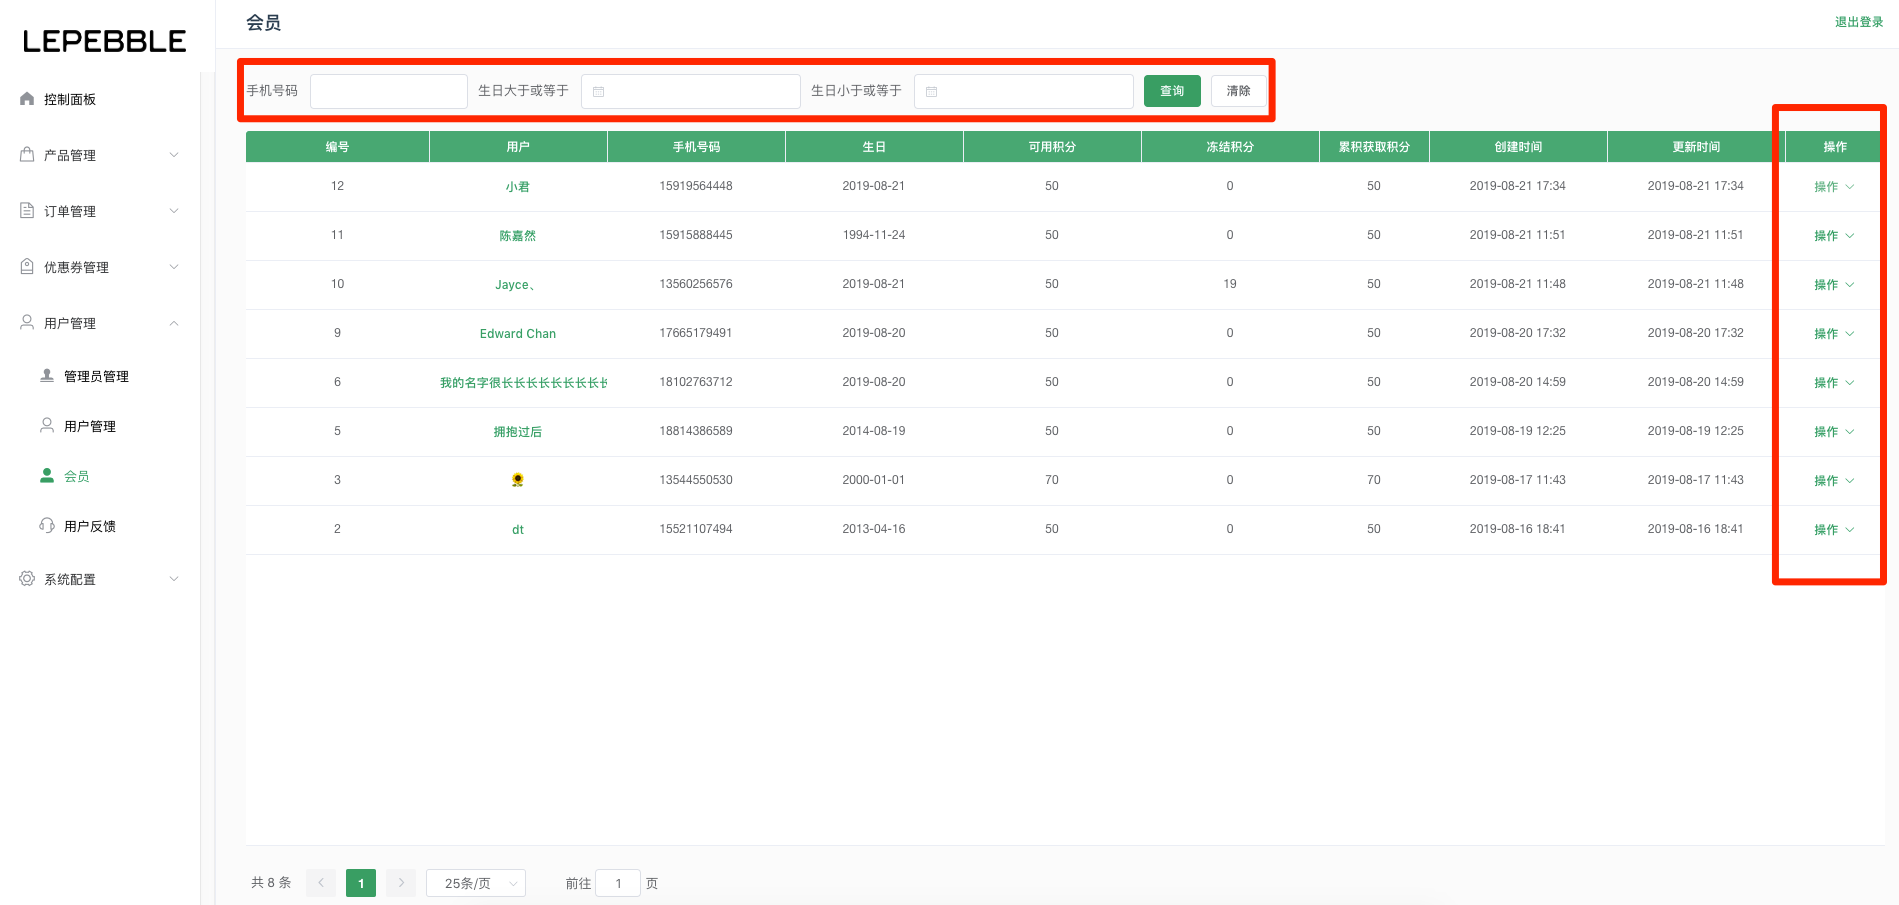 LEPEBBLE
会员
退出登录
控制面板
产品管理
订单管理
优惠券管理
用户管理
管理员管理
用户管理
会员
用户反馈
系统配置
手机号码 生日大于或等于 生日小于或等于 查询 清除
编号 用户 手机号码 生日 可用积分 冻结积分 累积获取积分 创建时间 更新时间 操作
12 小君 15919564448 2019-08-21 50 0 50 2019-08-21 17:34 2019-08-21 17:34 操作
11 陈嘉然 15915888445 1994-11-24 50 0 50 2019-08-21 11:51 2019-08-21 11:51 操作
10 Jayce、 13560256576 2019-08-21 50 19 50 2019-08-21 11:48 2019-08-21 11:48 操作
9 Edward Chan 17665179491 2019-08-20 50 0 50 2019-08-20 17:32 2019-08-20 17:32 操作
6 我的名字很长长长长长长长长长 18102763712 2019-08-20 50 0 50 2019-08-20 14:59 2019-08-20 14:59 操作
5 拥抱过后 18814386589 2014-08-19 50 0 50 2019-08-19 12:25 2019-08-19 12:25 操作
3 🌻 13544550530 2000-01-01 70 0 70 2019-08-17 11:43 2019-08-17 11:43 操作
2 dt 15521107494 2013-04-16 50 0 50 2019-08-16 18:41 2019-08-16 18:41 操作
共 8 条 1 25条/页 前往 1 页